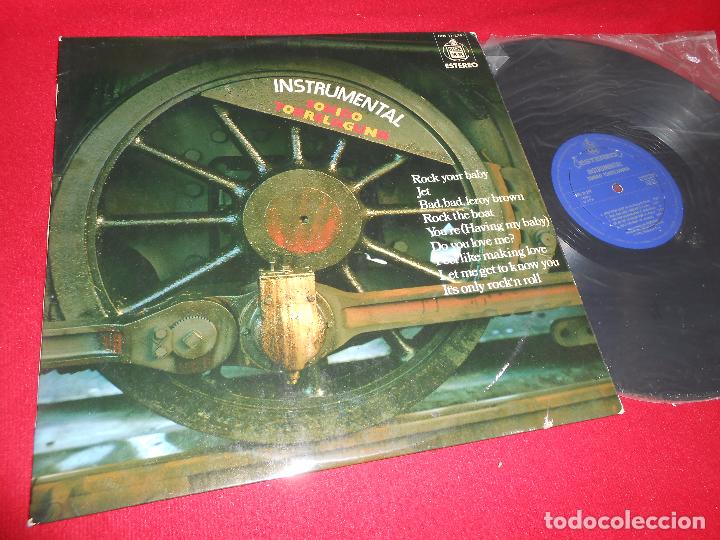 ESTEREO
INSTRUMENTAL
TORRELAGUNA
Rock your baby
Jet
Bad, bad, leroy brown
Rock the boat
You're (Having my baby)
Do you love me?
Feel like making love
Let me get to know you
It's only rock'n roll
INSTRUMENTAL
todocoleccion.net